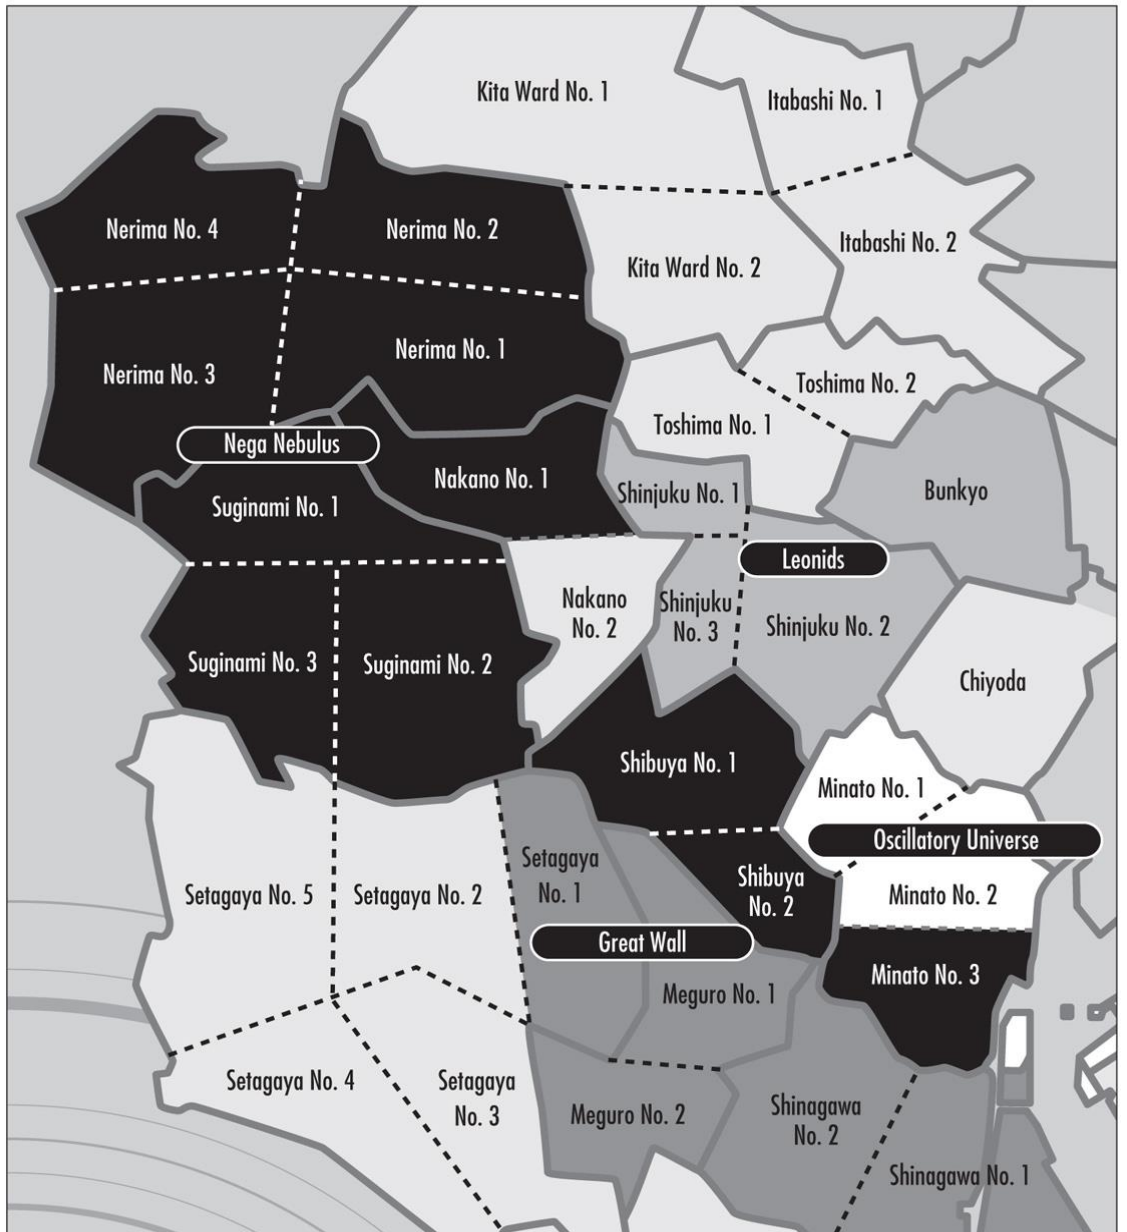 Kita Ward No. 1
Itabashi No. 1
Nerima No. 4
Nerima No. 2
Kita Ward No. 2
Itabashi No. 2
Nerima No. 3
Nerima No. 1
Toshima No. 2
Toshima No. 1
Nega Nebulus
Nakano No. 1
Suginami No. 1
Shinjuku No. 1
Bunkyo
Leonids
Nakano
No. 2
Shinjuku
No. 3
Shinjuku No. 2
Suginami No. 3
Suginami No. 2
Chiyoda
Shibuya No. 1
Minato No. 1
Oscillatory Universe
Setagaya
No. 1
Setagaya No. 5
Setagaya No. 2
Shibuya
No. 2
Minato No. 2
Great Wall
Minato No. 3
Meguro No. 1
Setagaya No. 4
Setagaya
No. 3
Meguro No. 2
Shinagawa
No. 2
Shinagawa No. 1